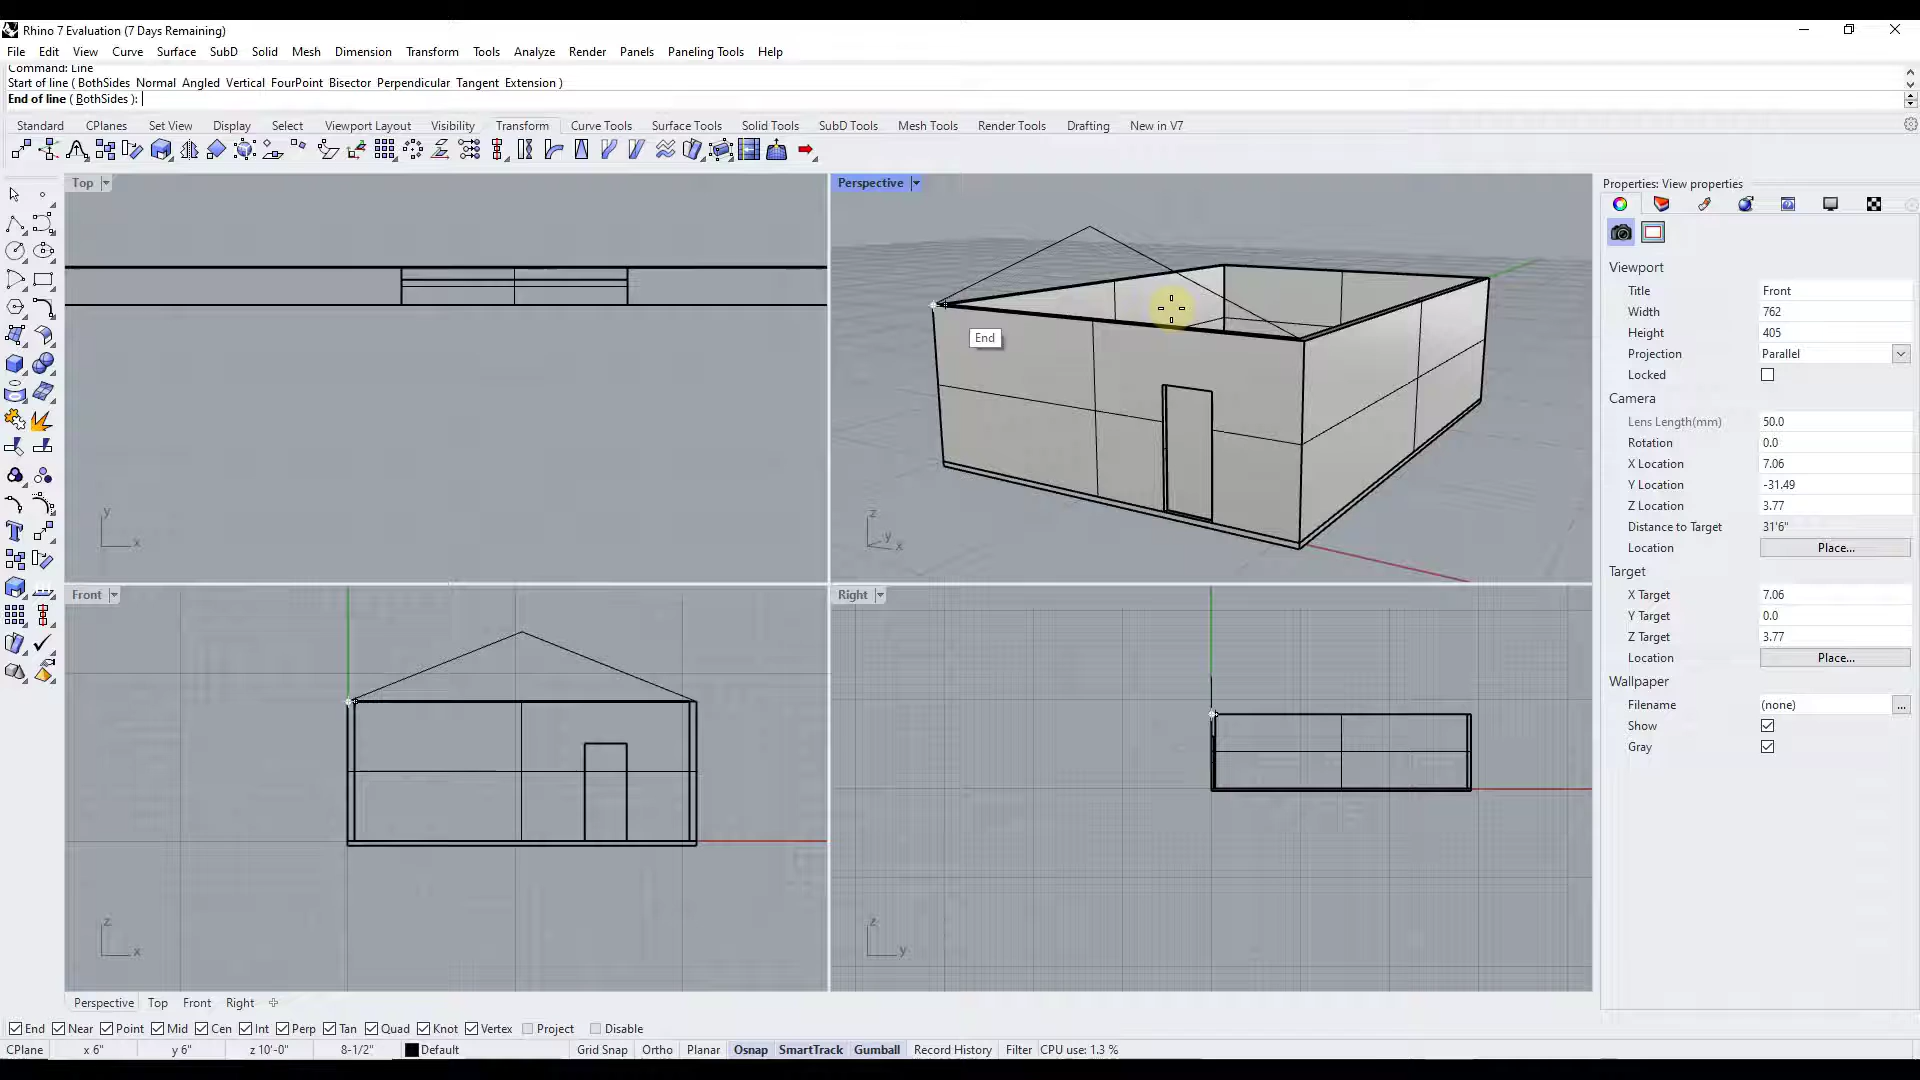 Rhino 7 Evaluation (7 Days Remaining)
File Edit View Curve Surface SubD Solid Mesh Dimension Transform Tools Analyze Render Panels Paneling Tools Help
Command: Line
Start of line ( BothSides Normal Angled Vertical FourPoint Bisector Perpendicular Tangent Extension )
End of line ( BothSides ):
Standard CPlanes Set View Display Select Viewport Layout Visibility Transform Curve Tools Surface Tools Solid Tools SubD Tools Mesh Tools Render Tools Drafting New in V7
Top
Perspective
Properties: View properties
Viewport
Title Front
Width 762
Height 405
Projection Parallel
Locked
Camera
Lens Length(mm) 50.0
Rotation 0.0
X Location 7.06
Y Location -31.49
Z Location 3.77
Distance to Target 31'6"
Location Place...
Target
X Target 7.06
Y Target 0.0
Z Target 3.77
Location Place...
Wallpaper
Filename (none) ...
Show
Gray
End
y
x
z
y
x
Front
Right
z
x
z
y
Perspective Top Front Right
End Near Point Mid Cen Int Perp Tan Quad Knot Vertex Project Disable
CPlane x 6" y 6" z 10'-0" 8-1/2" Default Grid Snap Ortho Planar Osnap SmartTrack Gumball Record History Filter CPU use: 1.3 %